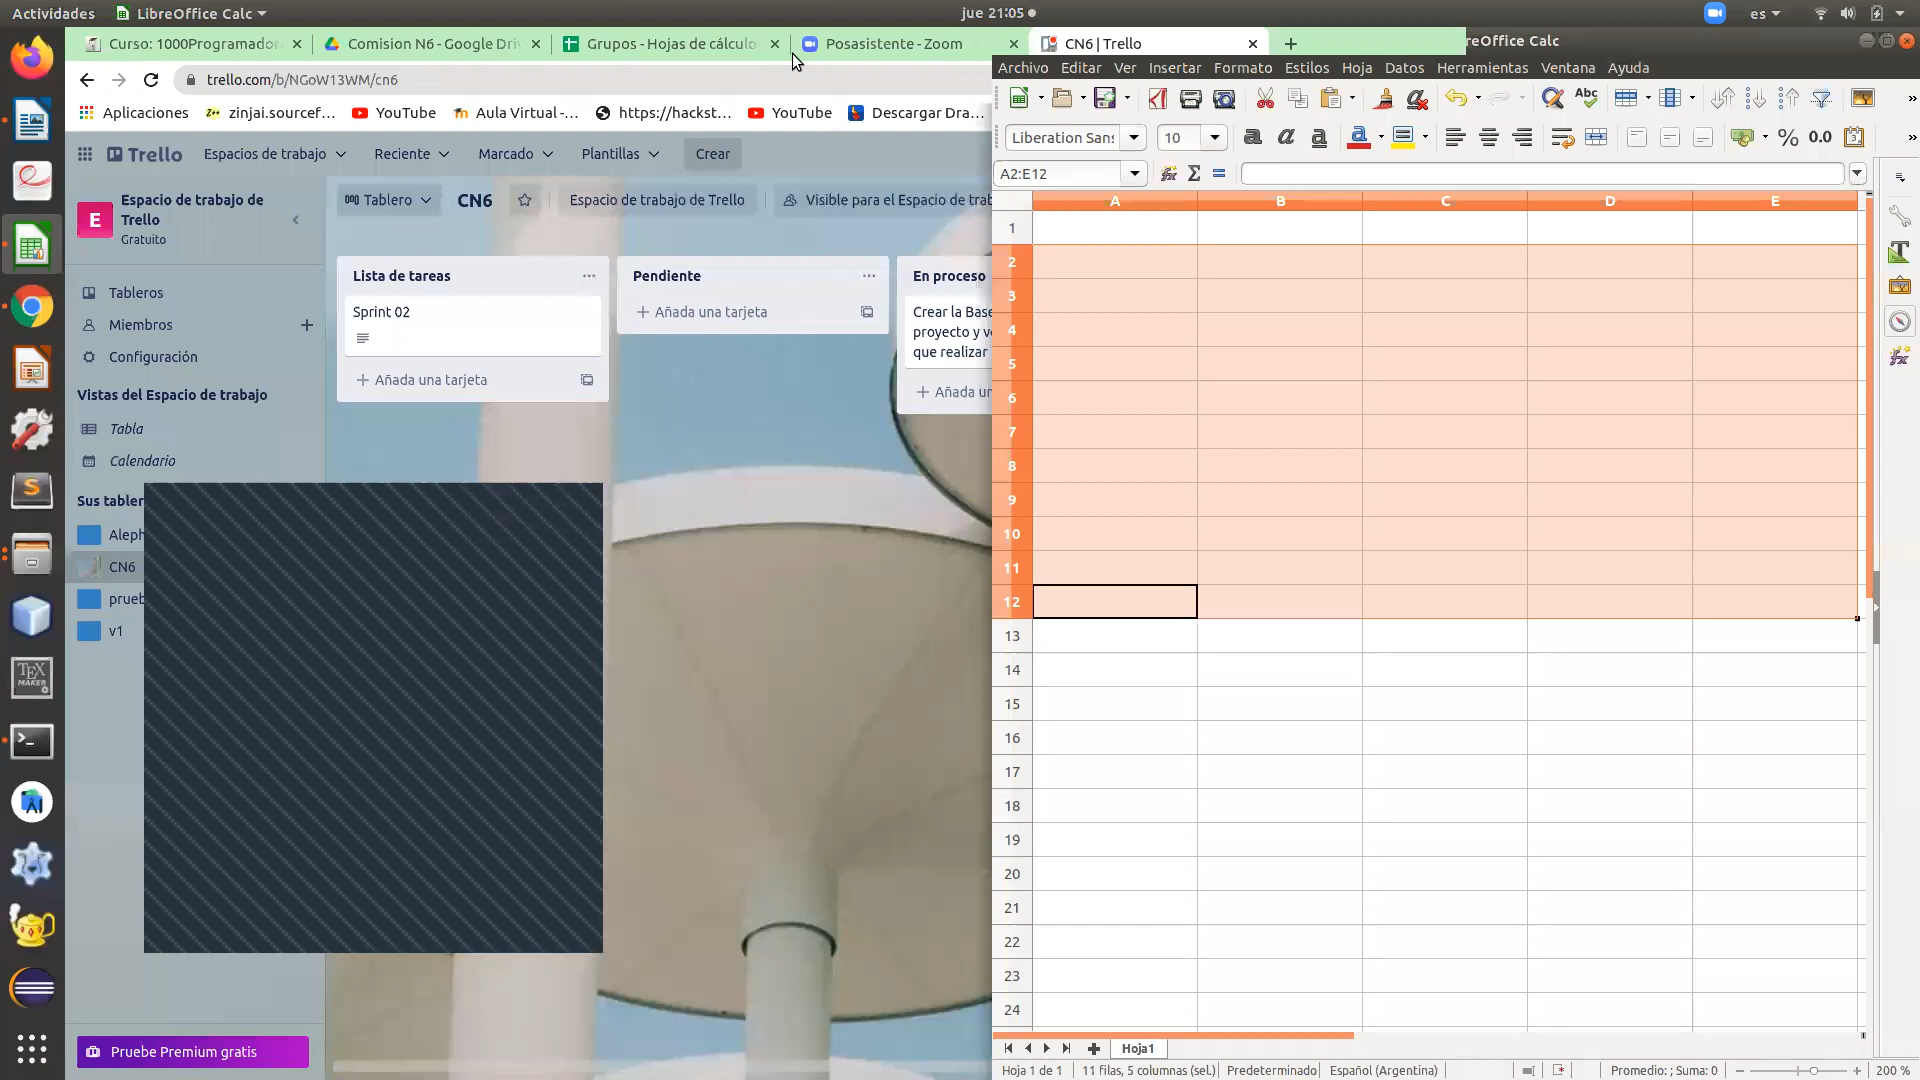 Actividades
LibreOffice Calc
jue 21:05
es
Curso: 1000Programador
Comision N6 - Google Driv
Grupos - Hojas de cálculo
Posasistente - Zoom
CN6 | Trello
reOffice Calc
trello.com/b/NGoW13WM/cn6
Archivo
Editar
Ver
Insertar
Formato
Estilos
Hoja
Datos
Herramientas
Ventana
Ayuda
Aplicaciones
zinjai.sourcef...
YouTube
Aula Virtual -...
https://hackst...
YouTube
Descargar Dra...
Liberation Sans
10
0.0
A2:E12
Trello
Espacios de trabajo
Reciente
Marcado
Plantillas
Crear
E
Espacio de trabajo de
Trello
Gratuito
Tablero
CN6
Espacio de trabajo de Trello
Visible para el Espacio de trab
Tableros
Miembros
Configuración
Vistas del Espacio de trabajo
Tabla
Calendario
Sus tabler
Aleph
CN6
prueb
v1
Pruebe Premium gratis
Lista de tareas
Sprint 02
Añada una tarjeta
Pendiente
Añada una tarjeta
En proceso
Crear la Base
proyecto y ve
que realizar
Añada un
A
B
C
D
E
1
2
3
4
5
6
7
8
9
10
11
12
13
14
15
16
17
18
19
20
21
22
23
24
Hoja1
Hoja 1 de 1
11 filas, 5 columnas (sel.)
Predeterminado
Español (Argentina)
Promedio: ; Suma: 0
200 %